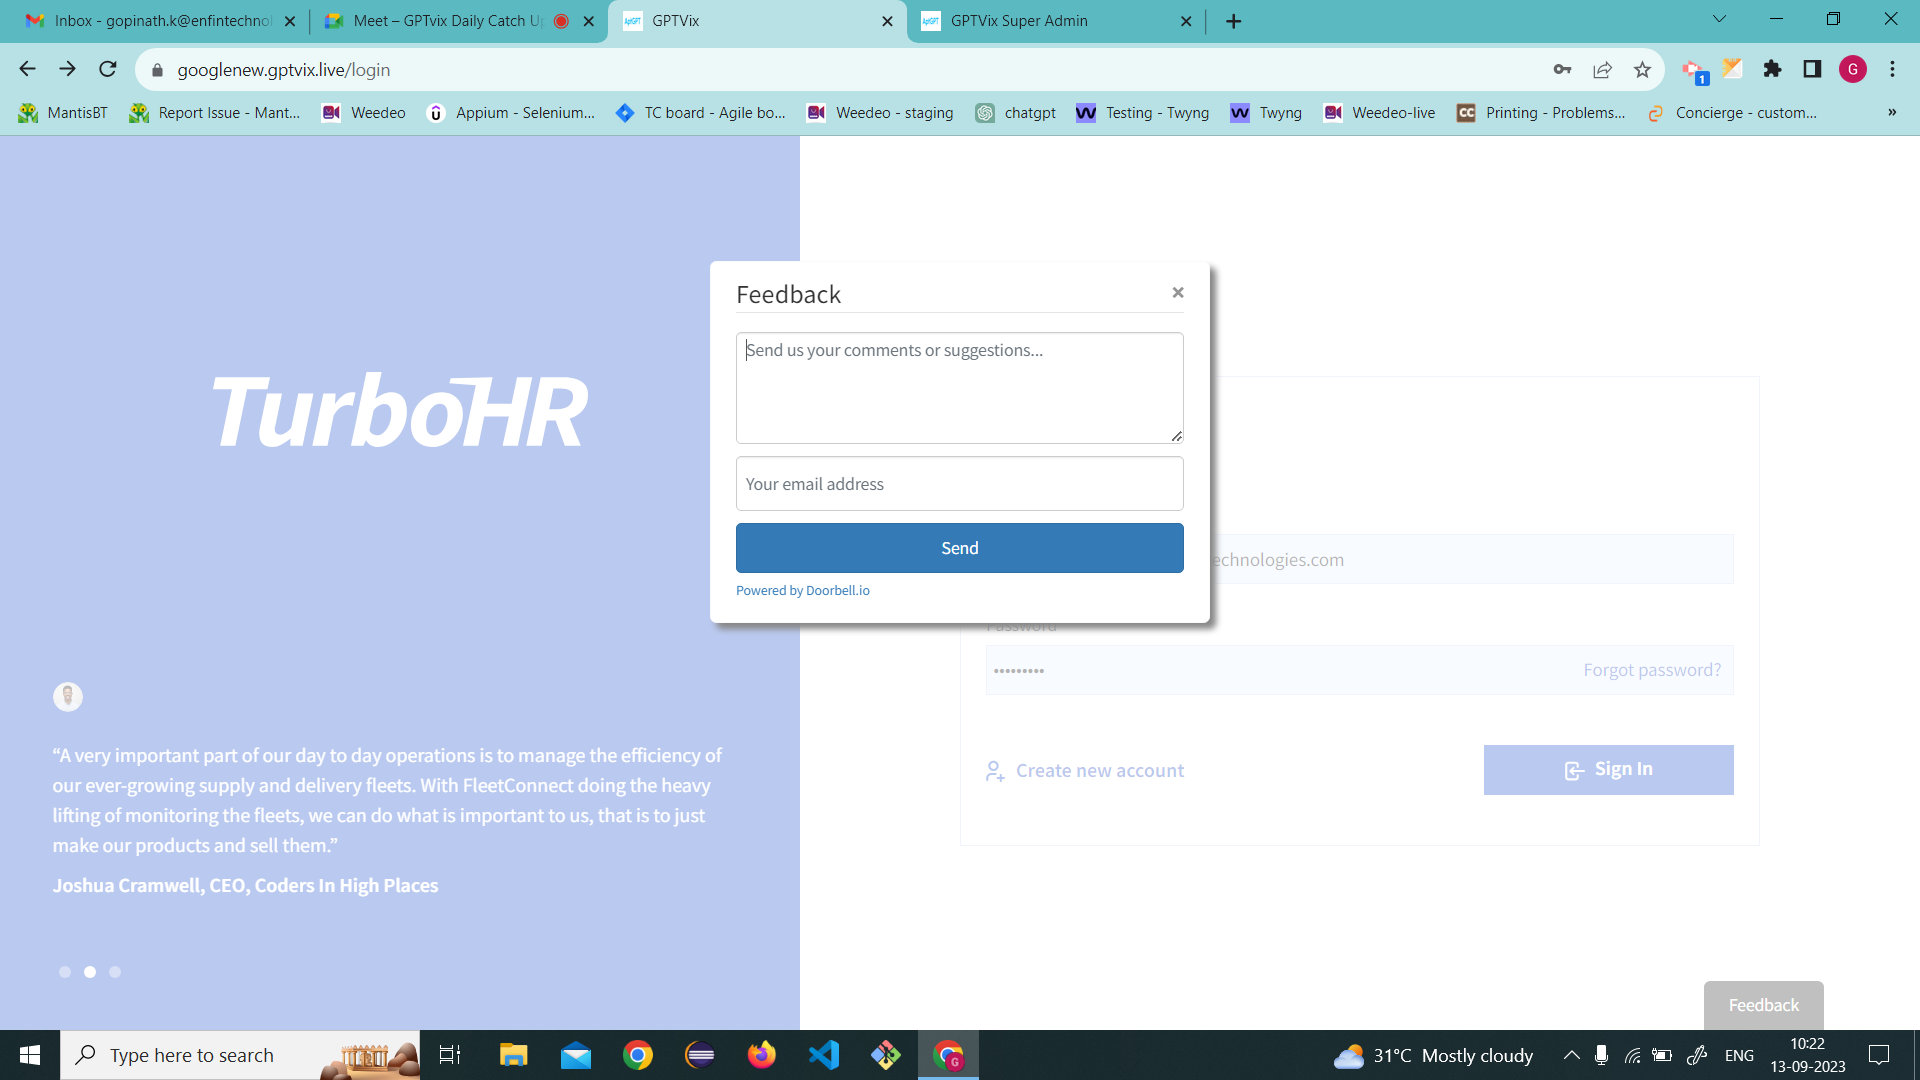 Inbox - gopinath.k@enfintechnol
Meet – GPTvix Daily Catch U
GPTVix
GPTVix Super Admin
googlenew.gptvix.live/login
G
1
MantisBT
Report Issue - Mant...
Weedeo
Appium - Selenium...
TC board - Agile bo...
Weedeo - staging
chatgpt
Testing - Twyng
Twyng
Weedeo-live
Printing - Problems...
Concierge - custom...
»
TurboHR
Feedback
Send us your comments or suggestions...
Your email address
Send
Powered by Doorbell.io
echnologies.com
Password
Forgot password?
Create new account
Sign In
“A very important part of our day to day operations is to manage the efficiency of
our ever-growing supply and delivery fleets. With FleetConnect doing the heavy
lifting of monitoring the fleets, we can do what is important to us, that is to just
make our products and sell them.”
Joshua Cramwell, CEO, Coders In High Places
Feedback
Type here to search
31°C Mostly cloudy
ENG
10:22
13-09-2023